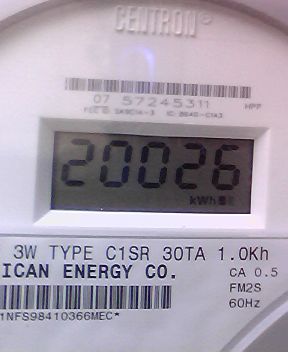 CENTRON®
07 57245311 HPP
20026
kWh
3W TYPE C1SR 30TA 1.0Kh
ICAN ENERGY CO. CA 0.5
FM2S
1NFS98410366MEC* 60Hz